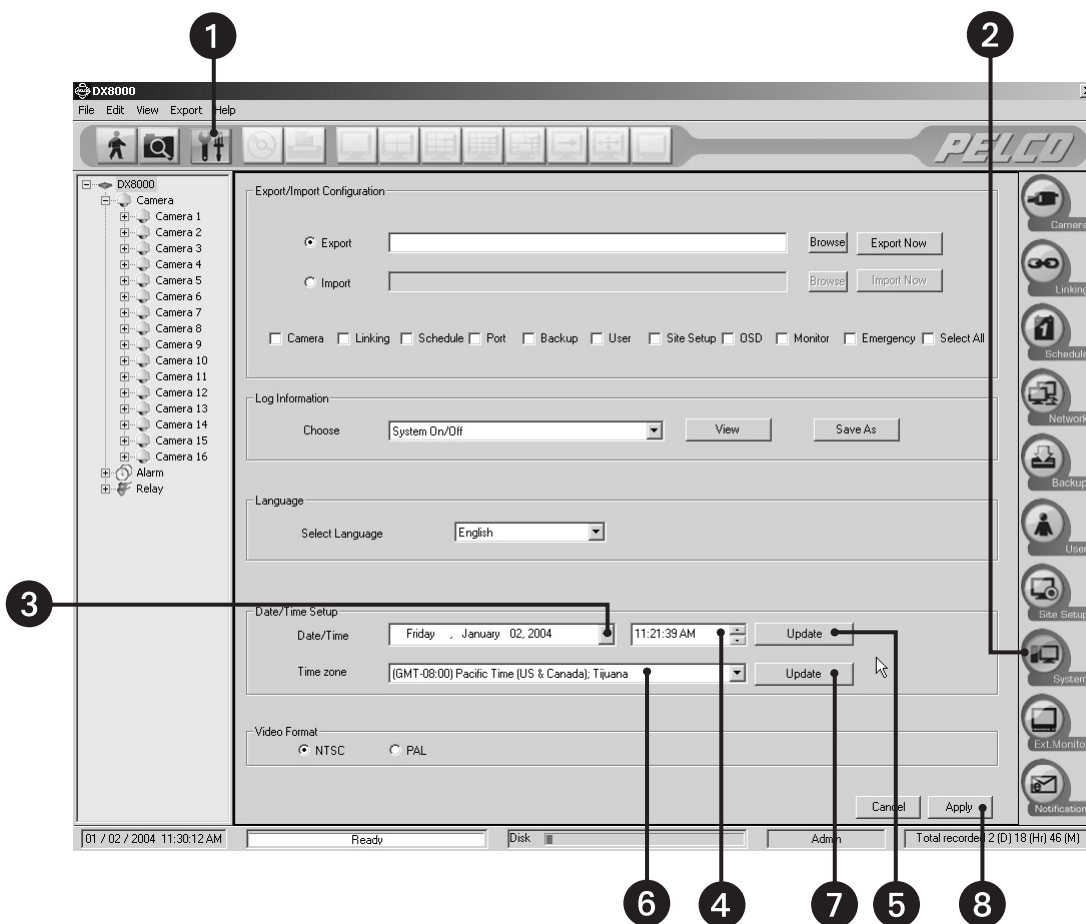 1 2
DX8000
File Edit View Export Help
PELCO
DX8000
Camera
Camera 1
Camera 2
Camera 3
Camera 4
Camera 5
Camera 6
Camera 7
Camera 8
Camera 9
Camera 10
Camera 11
Camera 12
Camera 13
Camera 14
Camera 15
Camera 16
Alarm
Relay
Export/Import Configuration
Export Browse Export Now
Import Browse Import Now
Camera Linking Schedule Port Backup User Site Setup OSD Monitor Emergency Select All
Log Information
Choose System On/Off View Save As
Language
Select Language English
3
Date/Time Setup
Date/Time Friday , January 02, 2004 11:21:39 AM Update
Time zone (GMT-08:00) Pacific Time (US & Canada); Tijuana Update
Video Format
NTSC PAL
Cancel Apply
Camera
Linking
Schedule
Network
Backup
User
Site Setup
System
Ext.Monito
Notification
01 / 02 / 2004 11:30:12 AM Ready Disk Admin Total recorded 2 (D) 18 (Hr) 46 (M)
6 4 7 5 8